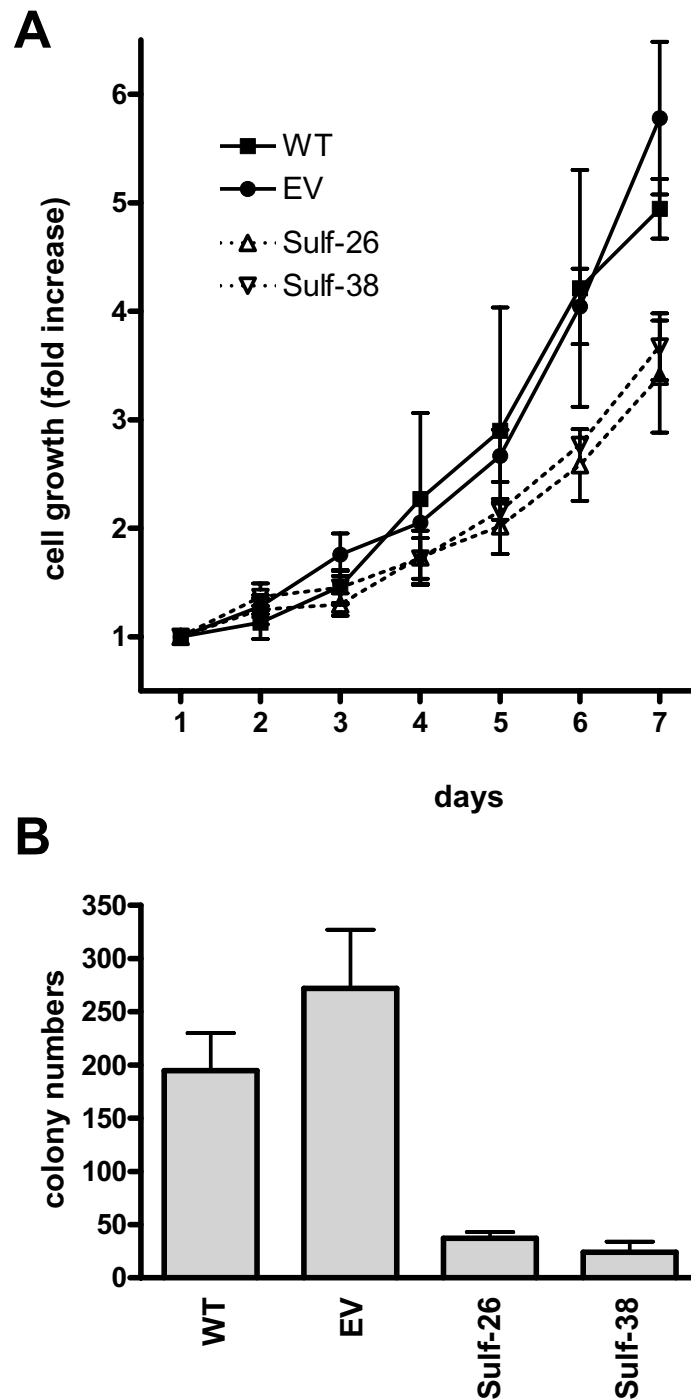 A
cell growth (fold increase)
6
5
4
3
2
1
WT
EV
Sulf-26
Sulf-38
1 2 3 4 5 6 7
days
B
colony numbers
350
300
250
200
150
100
50
0
WT
EV
Sulf-26
Sulf-38